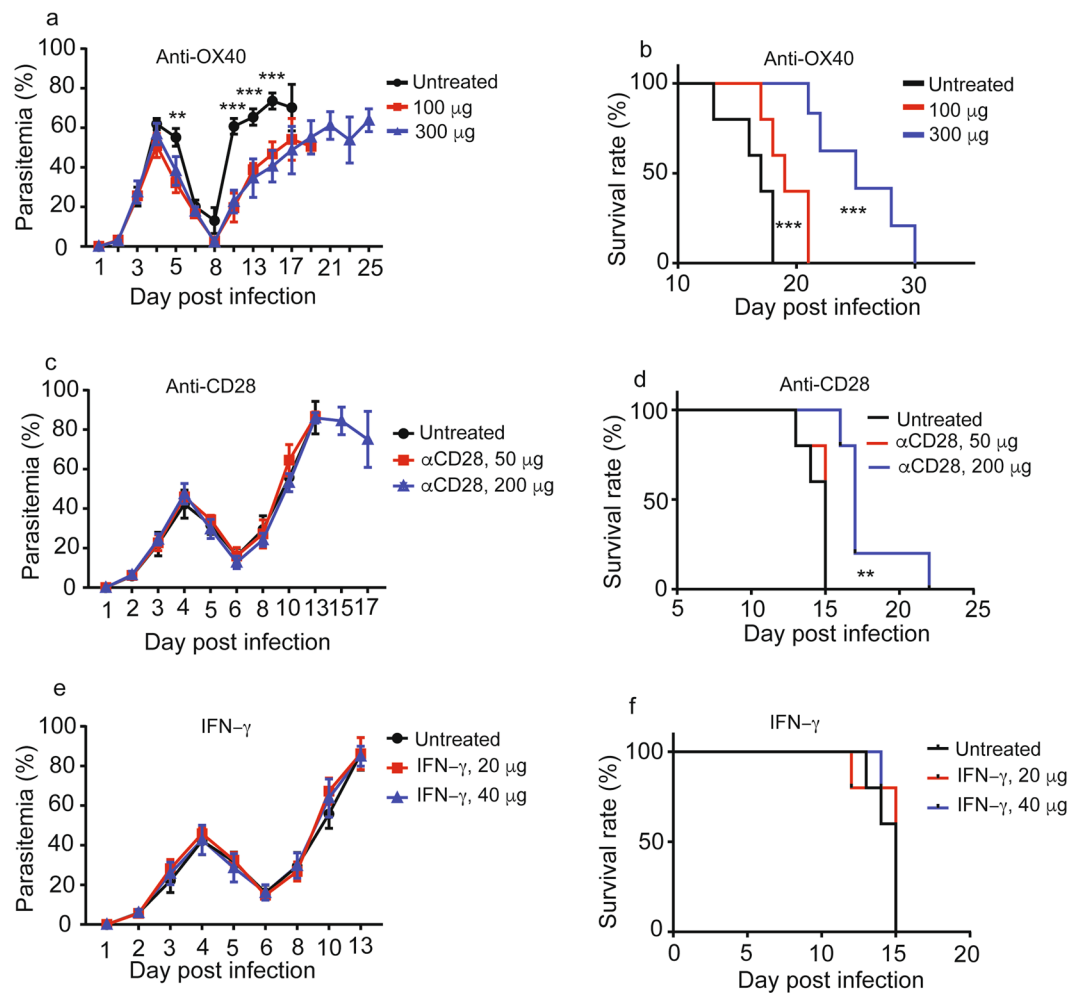 a
Anti-OX40
Parasitemia (%)
100
80
60
40
20
0
**
***
***
***
Untreated
100 μg
300 μg
1 3 5 8 13 17 21 25
Day post infection
b
Anti-OX40
Survival rate (%)
100
50
0
***
***
Untreated
100 μg
300 μg
10 20 30
Day post infection
c
Anti-CD28
Parasitemia (%)
100
80
60
40
20
0
Untreated
αCD28, 50 μg
αCD28, 200 μg
1 2 3 4 5 6 8 10 13 15 17
Day post infection
d
Anti-CD28
Survival rate (%)
100
50
0
**
Untreated
αCD28, 50 μg
αCD28, 200 μg
5 10 15 20 25
Day post infection
e
IFN–γ
Parasitemia (%)
100
80
60
40
20
0
Untreated
IFN–γ, 20 μg
IFN–γ, 40 μg
1 2 3 4 5 6 8 10 13
Day post infection
f
IFN–γ
Survival rate (%)
100
50
0
Untreated
IFN–γ, 20 μg
IFN–γ, 40 μg
0 5 10 15 20
Day post infection